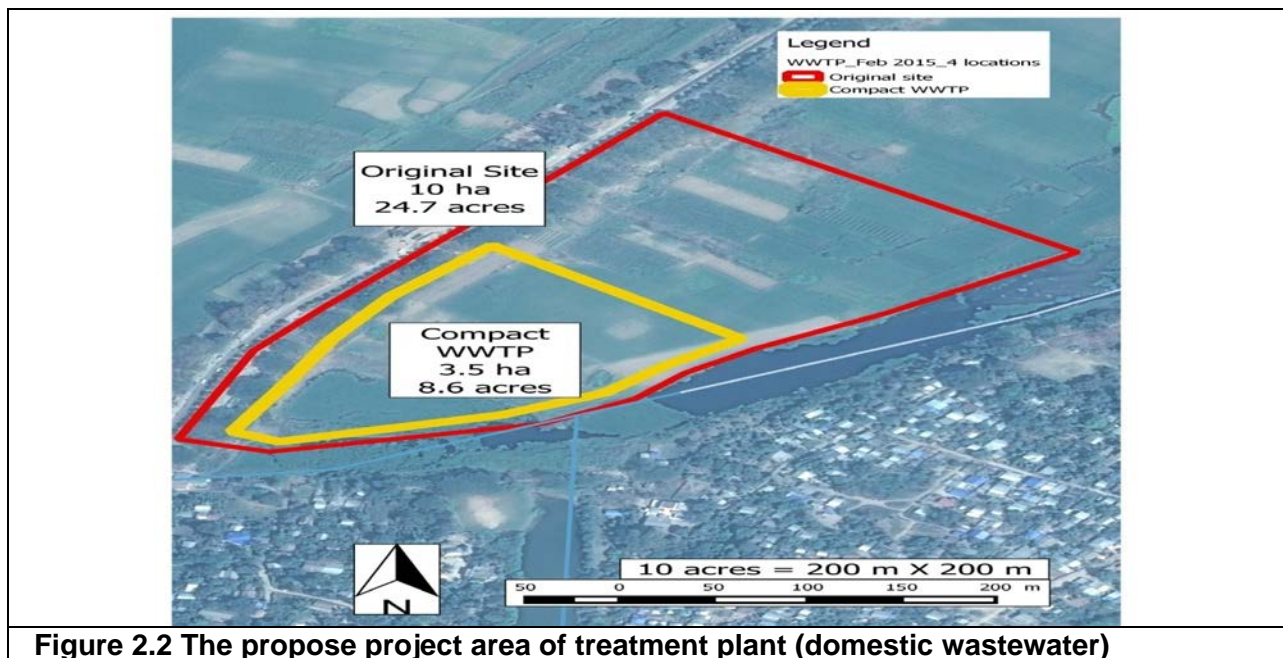 Legend
WWTP_Feb 2015_4 locations
Original site
Compact WWTP
Original Site
10 ha
24.7 acres
Compact
WWTP
3.5 ha
8.6 acres
N
10 acres = 200 m X 200 m
50 0 50 100 150 200 m
Figure 2.2 The propose project area of treatment plant (domestic wastewater)